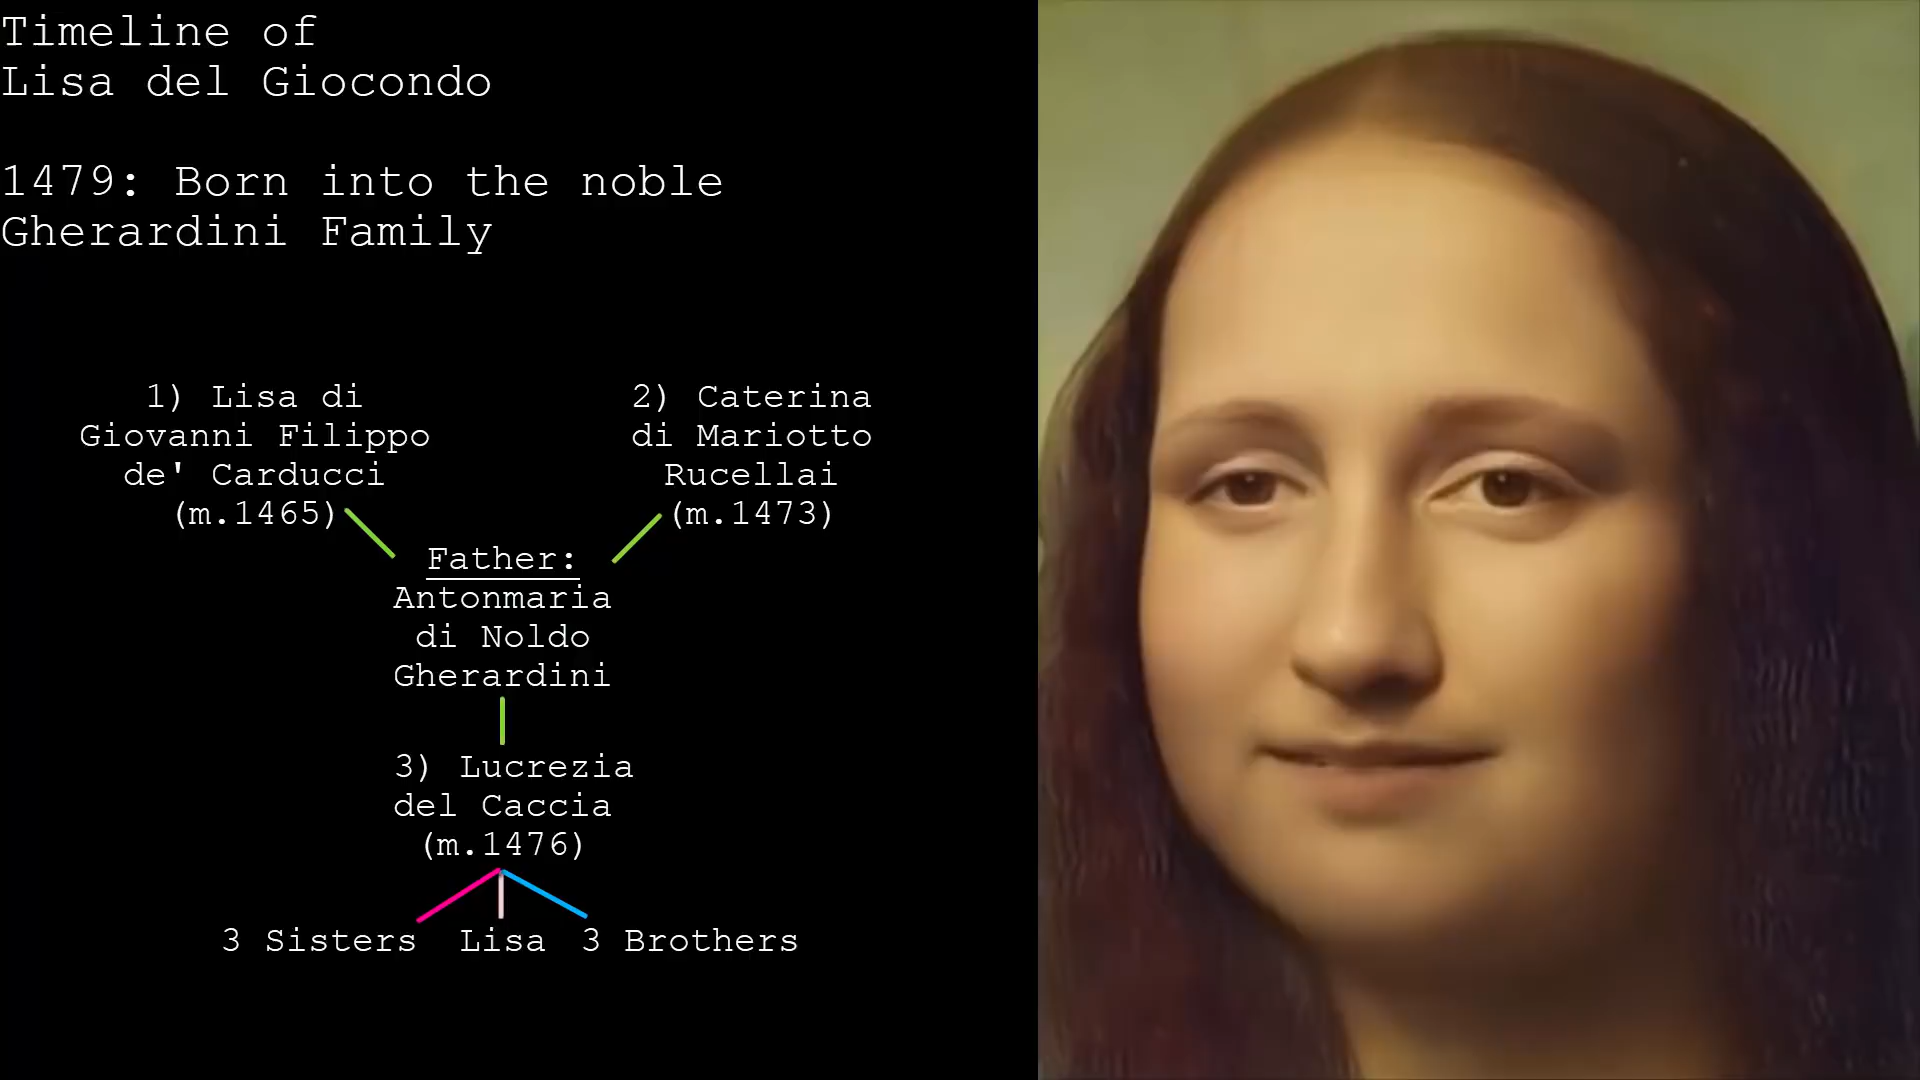 Timeline of
Lisa del Giocondo
1479: Born into the noble
Gherardini Family
1) Lisa di
Giovanni Filippo
de' Carducci
(m.1465)
2) Caterina
di Mariotto
Rucellai
(m.1473)
Father:
Antonmaria
di Noldo
Gherardini
3) Lucrezia
del Caccia
(m.1476)
3 Sisters Lisa 3 Brothers